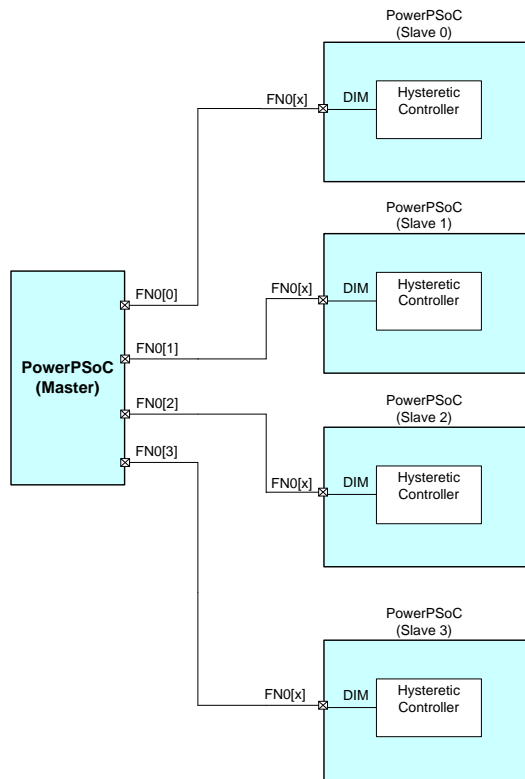 PowerPSoC
(Slave 0)
FN0[x]
DIM
Hysteretic
Controller
PowerPSoC
(Slave 1)
FN0[x]
DIM
Hysteretic
Controller
PowerPSoC
(Master)
FN0[0]
FN0[1]
FN0[2]
FN0[3]
PowerPSoC
(Slave 2)
FN0[x]
DIM
Hysteretic
Controller
PowerPSoC
(Slave 3)
FN0[x]
DIM
Hysteretic
Controller